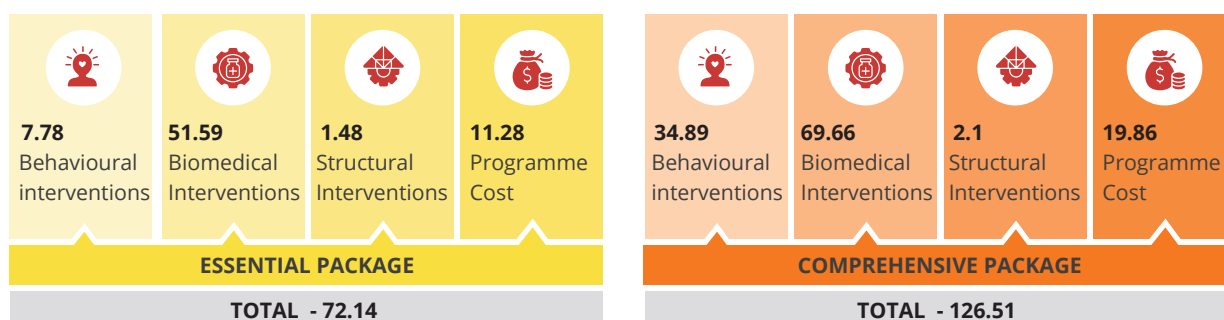 7.78
Behavioural
interventions
51.59
Biomedical
Interventions
1.48
Structural
Interventions
11.28
Programme
Cost
ESSENTIAL PACKAGE
TOTAL - 72.14
34.89
Behavioural
interventions
69.66
Biomedical
Interventions
2.1
Structural
Interventions
19.86
Programme
Cost
COMPREHENSIVE PACKAGE
TOTAL - 126.51